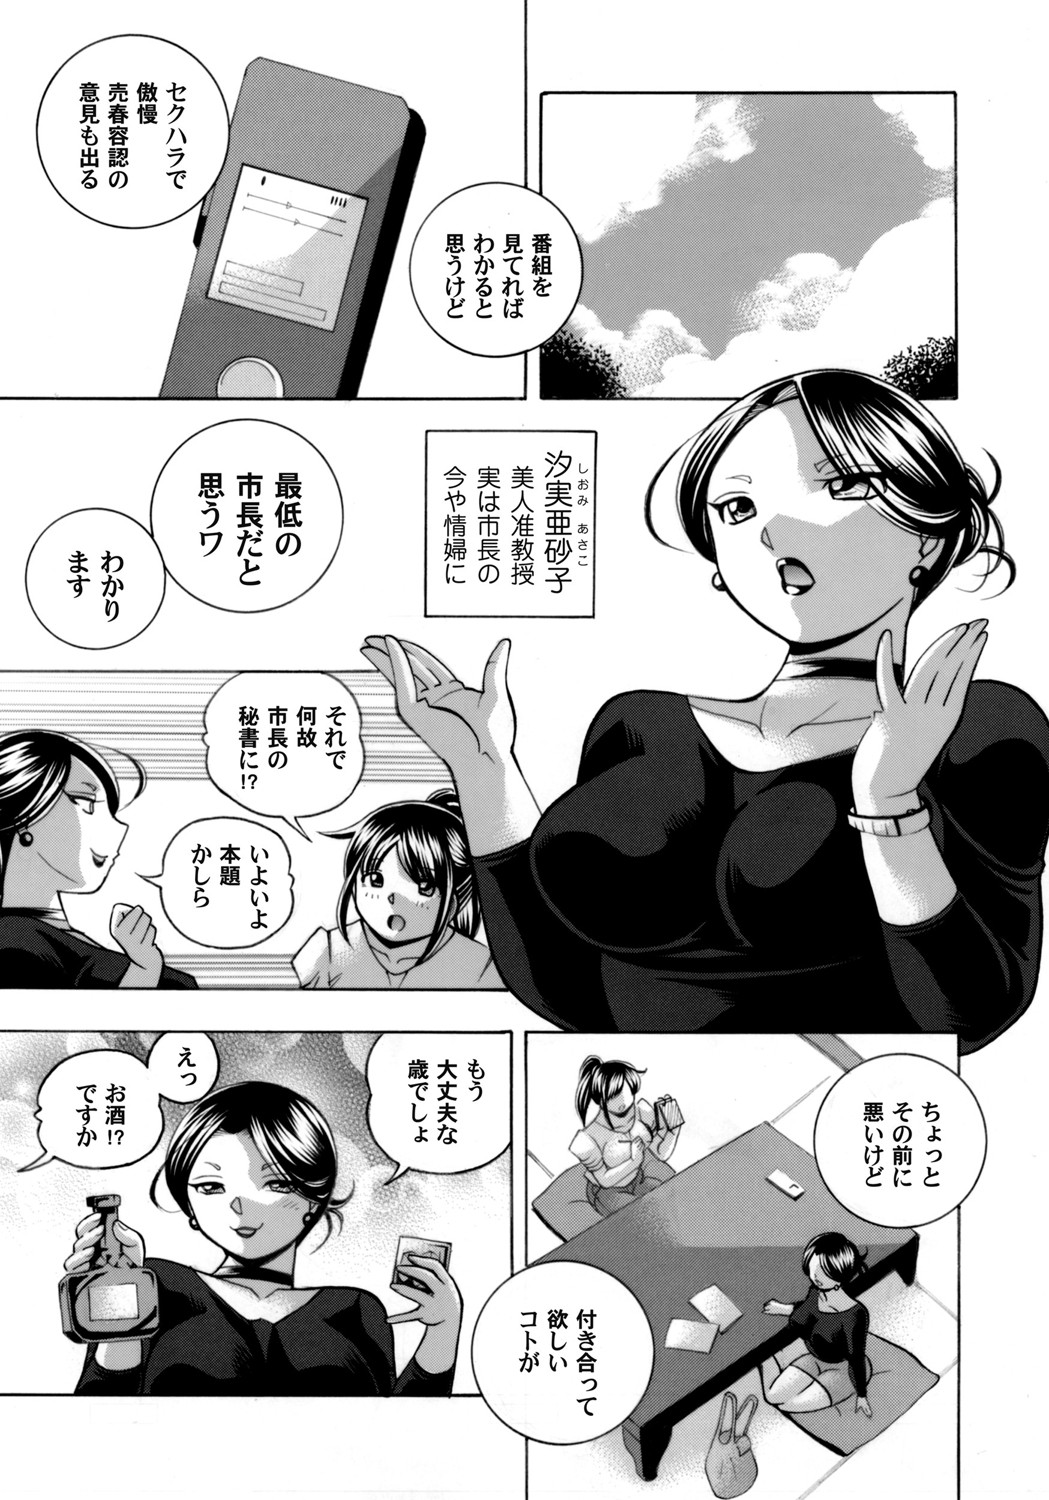 番組を
見てれば
わかると
思うけど
セクハラで
傲慢
売春容認の
意見も出る
汐実亜砂子
しおみ あさこ
美人准教授
実は市長の
今や情婦に
最低の
市長だと
思うワ
わかり
ます
それで
何故
市長の
秘書に!?
いよいよ
本題
かしら
ちょっと
その前に
悪いけど
付き合って
欲しい
コトが
もう
大丈夫な
歳でしょ
えっ
お酒!?
ですか